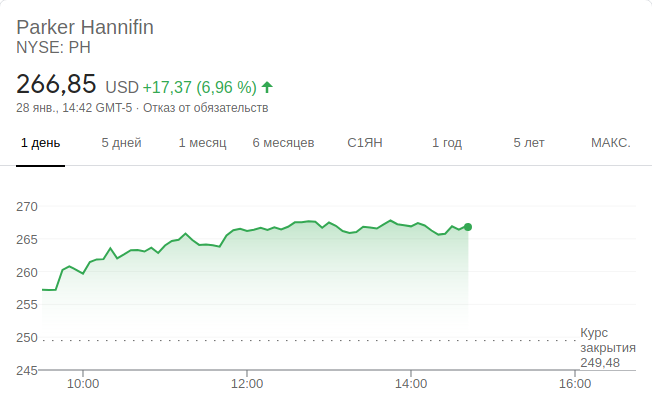 Parker Hannifin
NYSE: PH
266,85 USD +17,37 (6,96 %)
28 янв., 14:42 GMT-5 · Отказ от обязательств
1 день 5 дней 1 месяц 6 месяцев С1ЯН 1 год 5 лет МАКС.
270
265
260
255
250
245
Курс
закрытия
249,48
10:00 12:00 14:00 16:00